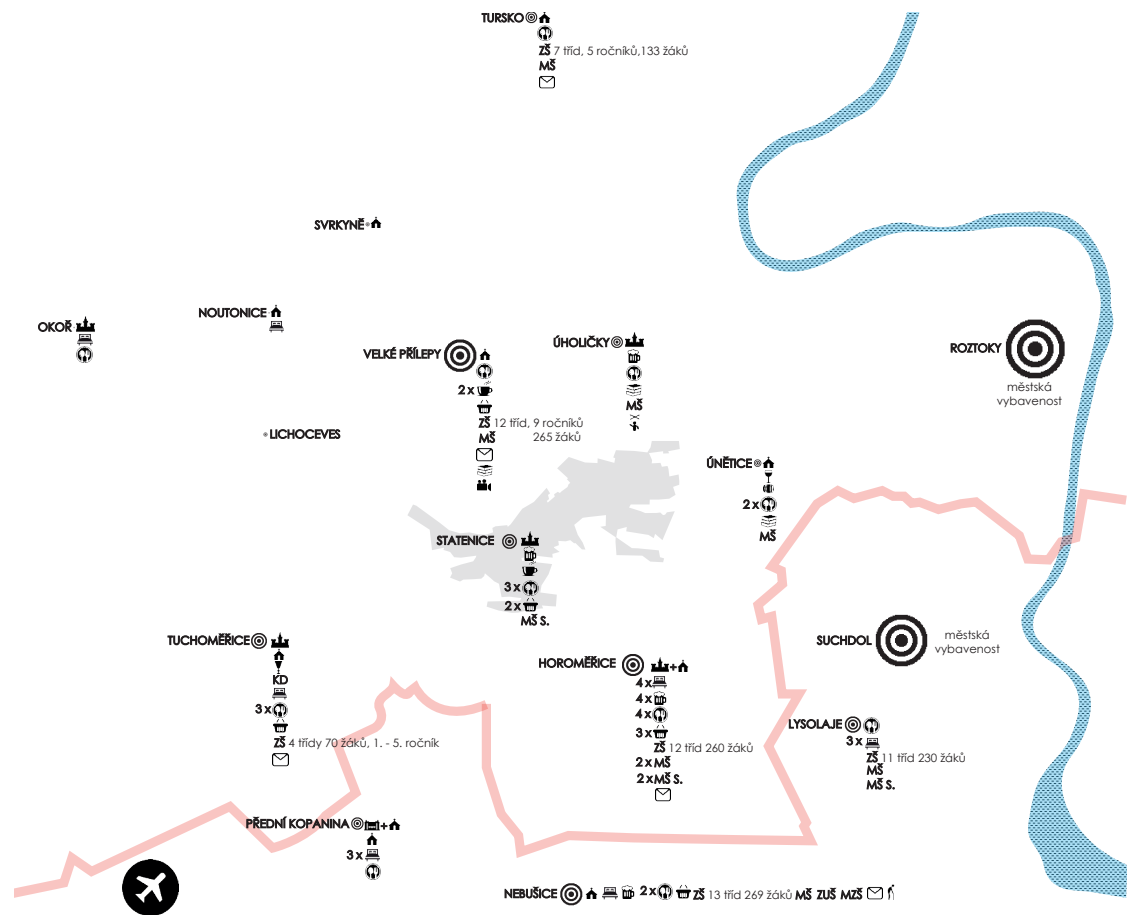 TURSKO
ZŠ 7 tříd, 5 ročníků,133 žáků
MŠ
SVRKYNĚ
NOUTONICE
OKOŘ
VELKÉ PŘÍLEPY
2 x
ZŠ 12 tříd, 9 ročníků
MŠ 265 žáků
ÚHOLIČKY
MŠ
ROZTOKY
městská
vybavenost
LICHOCEVES
ÚNĚTICE
2 x
MŠ
STATENICE
3 x
2 x
MŠ S.
TUCHOMĚŘICE
KD
3 x
ZŠ 4 třídy 70 žáků, 1. - 5. ročník
HOROMĚŘICE
+
4 x
4 x
4 x
3 x
ZŠ 12 tříd 260 žáků
2 x MŠ
2 x MŠ S.
SUCHDOL
městská
vybavenost
LYSOLAJE
3 x
ZŠ 11 tříd 230 žáků
MŠ
MŠ S.
PŘEDNÍ KOPANINA
+
3 x
NEBUŠICE 2 x ZŠ 13 tříd 269 žáků MŠ ZUŠ MZŠ